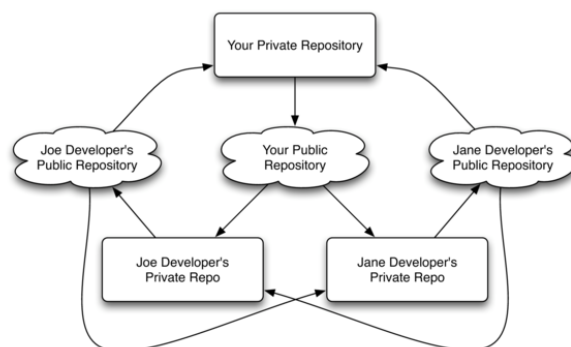 Your Private Repository
Joe Developer's
Public Repository
Your Public
Repository
Jane Developer's
Public Repository
Joe Developer's
Private Repo
Jane Developer's
Private Repo